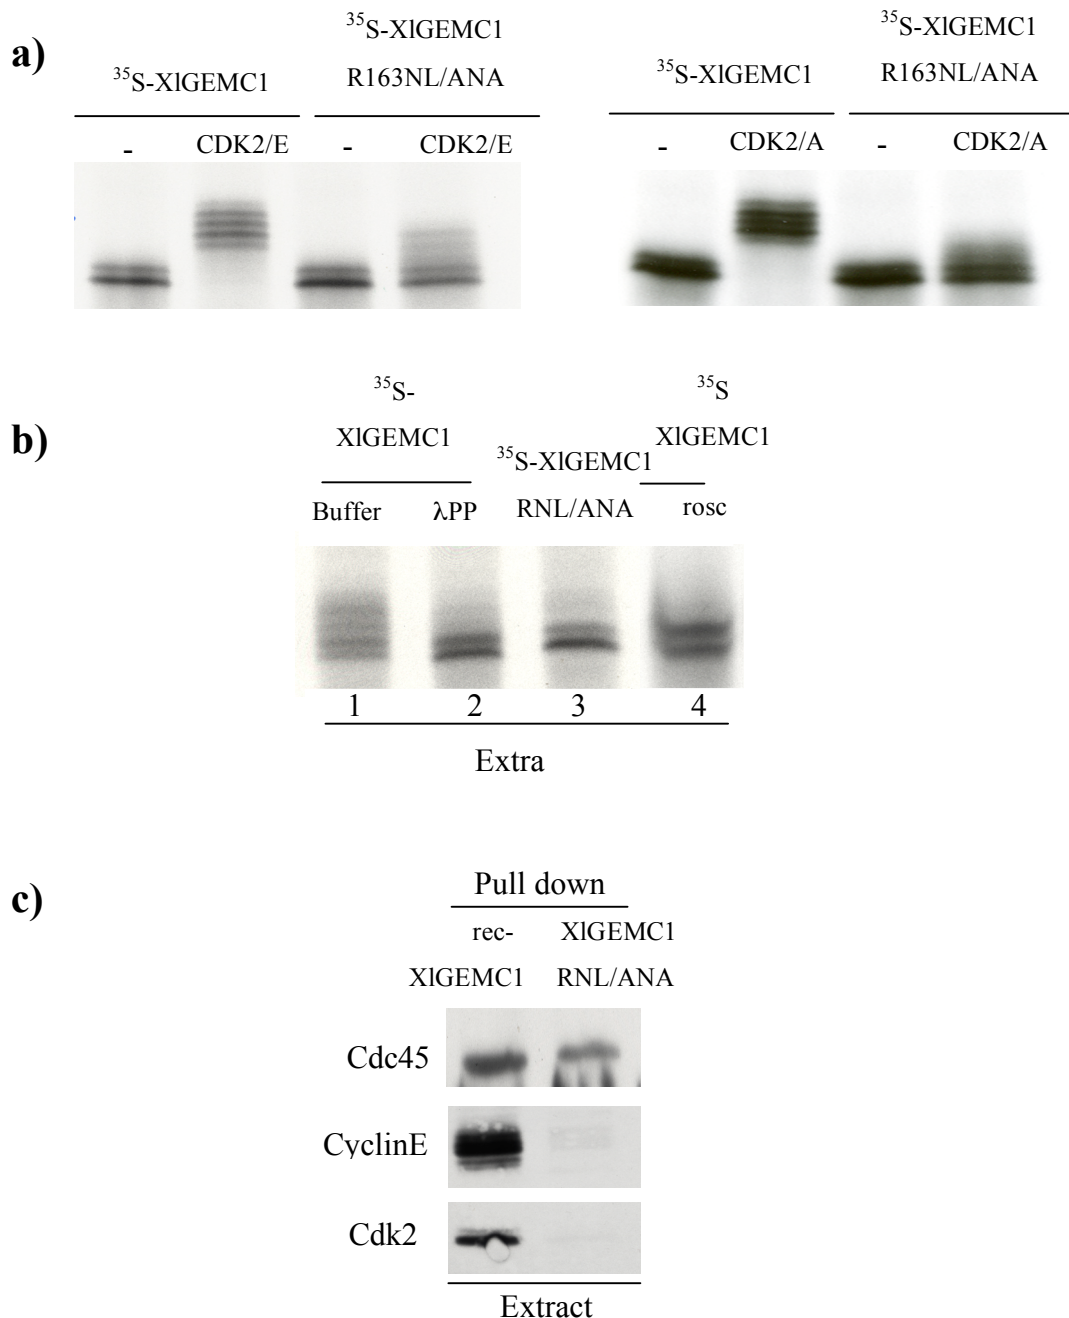 a)
35S-XlGEMC1
35S-XlGEMC1
R163NL/ANA
- CDK2/E - CDK2/E
35S-XlGEMC1
35S-XlGEMC1
R163NL/ANA
- CDK2/A - CDK2/A
b)
35S-
XlGEMC1
35S-XlGEMC1
RNL/ANA
35S
XlGEMC1
Buffer λPP rosc
1 2 3 4
Extra
c)
Pull down
rec-
XlGEMC1
XlGEMC1
RNL/ANA
Cdc45
CyclinE
Cdk2
Extract